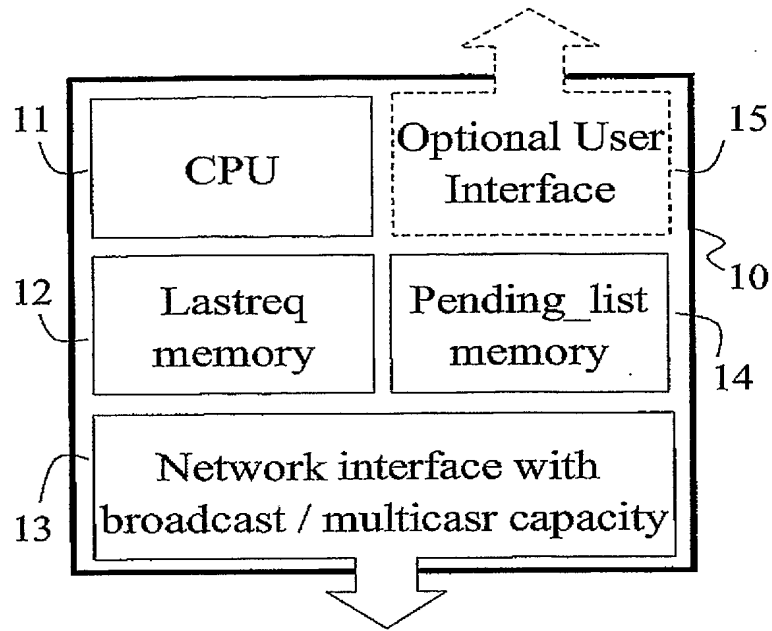 11
CPU
Optional User
Interface
15
10
12
Lastreq
memory
Pending_list
memory
14
13
Network interface with
broadcast / multicasr capacity